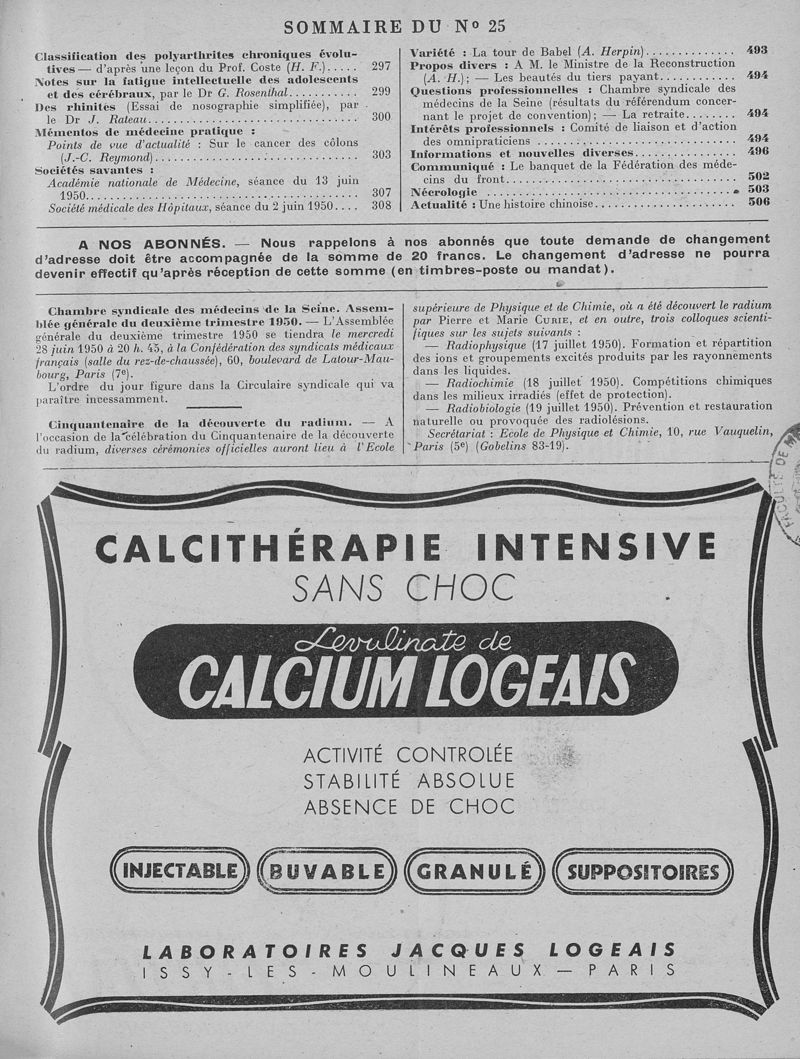 SOMMAIRE DU Nº 25
Classification des polyarthrites chroniques évolu-
tives — d'après une leçon du Prof. Coste (H. F.)..... 297
Notes sur la fatigue intellectuelle des adolescents
et des cérébraux, par le Dr G. Rosenthal........... 299
Des rhinites (Essai de nosographie simplifiée), par
le Dr J. Rateau.................................... 300
Mémentos de médecine pratique :
Points de vue d'actualité : Sur le cancer des côlons
(J.-C. Reymond)................................... 303
Sociétés savantes :
Académie nationale de Médecine, séance du 13 juin
1950.............................................. 307
Société médicale des Hôpitaux, séance du 2 juin 1950.... 308
Variété : La tour de Babel (A. Herpin).............. 493
Propos divers : A M. le Ministre de la Reconstruction
(A. H.) ; — Les beautés du tiers payant............ 494
Questions professionnelles : Chambre syndicale des
médecins de la Seine (résultats du référendum concer-
nant le projet de convention) ; — La retraite........ 494
Intérêts professionnels : Comité de liaison et d'action
des omnipraticiens ................................ 494
Informations et nouvelles diverses............... 496
Communiqué : Le banquet de la Fédération des méde-
cins du front...................................... 502
Nécrologie ........................................ 503
Actualité : Une histoire chinoise..................... 506
A NOS ABONNÉS. — Nous rappelons à nos abonnés que toute demande de changement
d'adresse doit être accompagnée de la somme de 20 francs. Le changement d'adresse ne pourra
devenir effectif qu'après réception de cette somme (en timbres-poste ou mandat).
Chambre syndicale des médecins de la Seine. Assem-
blée générale du deuxième trimestre 1950. — L'Assemblée
générale du deuxième trimestre 1950 se tiendra le mercredi
28 juin 1950 à 20 h. 45, à la Confédération des syndicats médicaux
français (salle du rez-de-chaussée), 60, boulevard de Latour-Mau-
bourg, Paris (7e).
L'ordre du jour figure dans la Circulaire syndicale qui va
paraître incessamment.
Cinquantenaire de la découverte du radium. — A
l'occasion de la célébration du Cinquantenaire de la découverte
du radium, diverses cérémonies officielles auront lieu à l'Ecole
supérieure de Physique et de Chimie, où a été découvert le radium
par Pierre et Marie CURIE, et en outre, trois colloques scienti-
fiques sur les sujets suivants :
— Radiophysique (17 juillet 1950). Formation et répartition
des ions et groupements excités produits par les rayonnements
dans les liquides.
— Radiochimie (18 juillet 1950). Compétitions chimiques
dans les milieux irradiés (effet de protection).
— Radiobiologie (19 juillet 1950). Prévention et restauration
naturelle ou provoquée des radiolésions.
Secrétariat : Ecole de Physique et Chimie, 10, rue Vauquelin,
Paris (5e) (Gobelins 83-19).
CALCITHÉRAPIE INTENSIVE
SANS CHOC
Levulinate de
CALCIUM LOGEAIS
ACTIVITÉ CONTROLÉE
STABILITÉ ABSOLUE
ABSENCE DE CHOC
INJECTABLE BUVABLE GRANULÉ SUPPOSITOIRES
LABORATOIRES JACQUES LOGEAIS
ISSY-LES-MOULINEAUX — PARIS